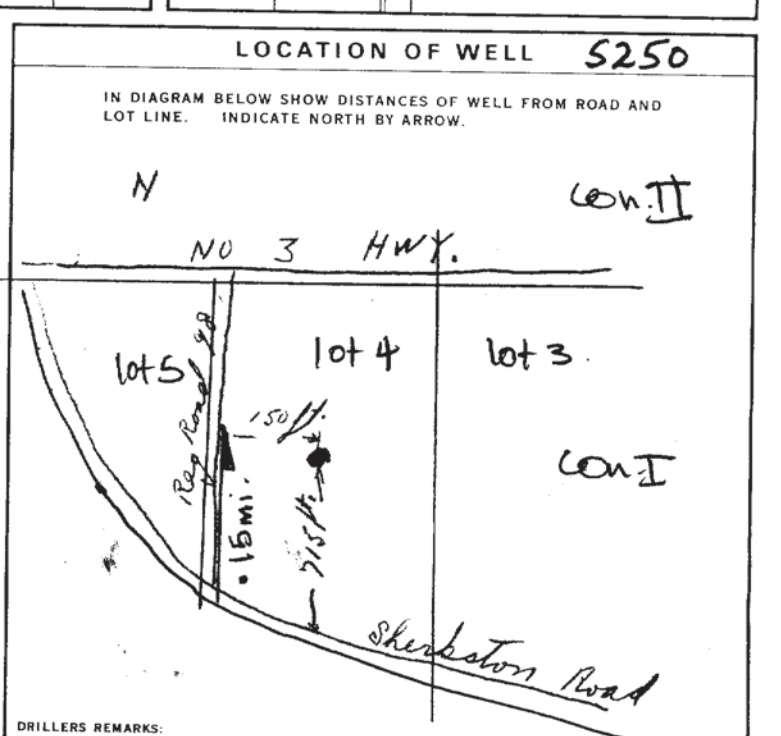 LOCATION OF WELL 5250
IN DIAGRAM BELOW SHOW DISTANCES OF WELL FROM ROAD AND
LOT LINE. INDICATE NORTH BY ARROW.
N
Con. II
NO 3 HWY.
lot 5
Reg Road 98
lot 4
lot 3.
150 ft.
Con I
.15 mi.
715 ft.
Sherkston Road
DRILLERS REMARKS: